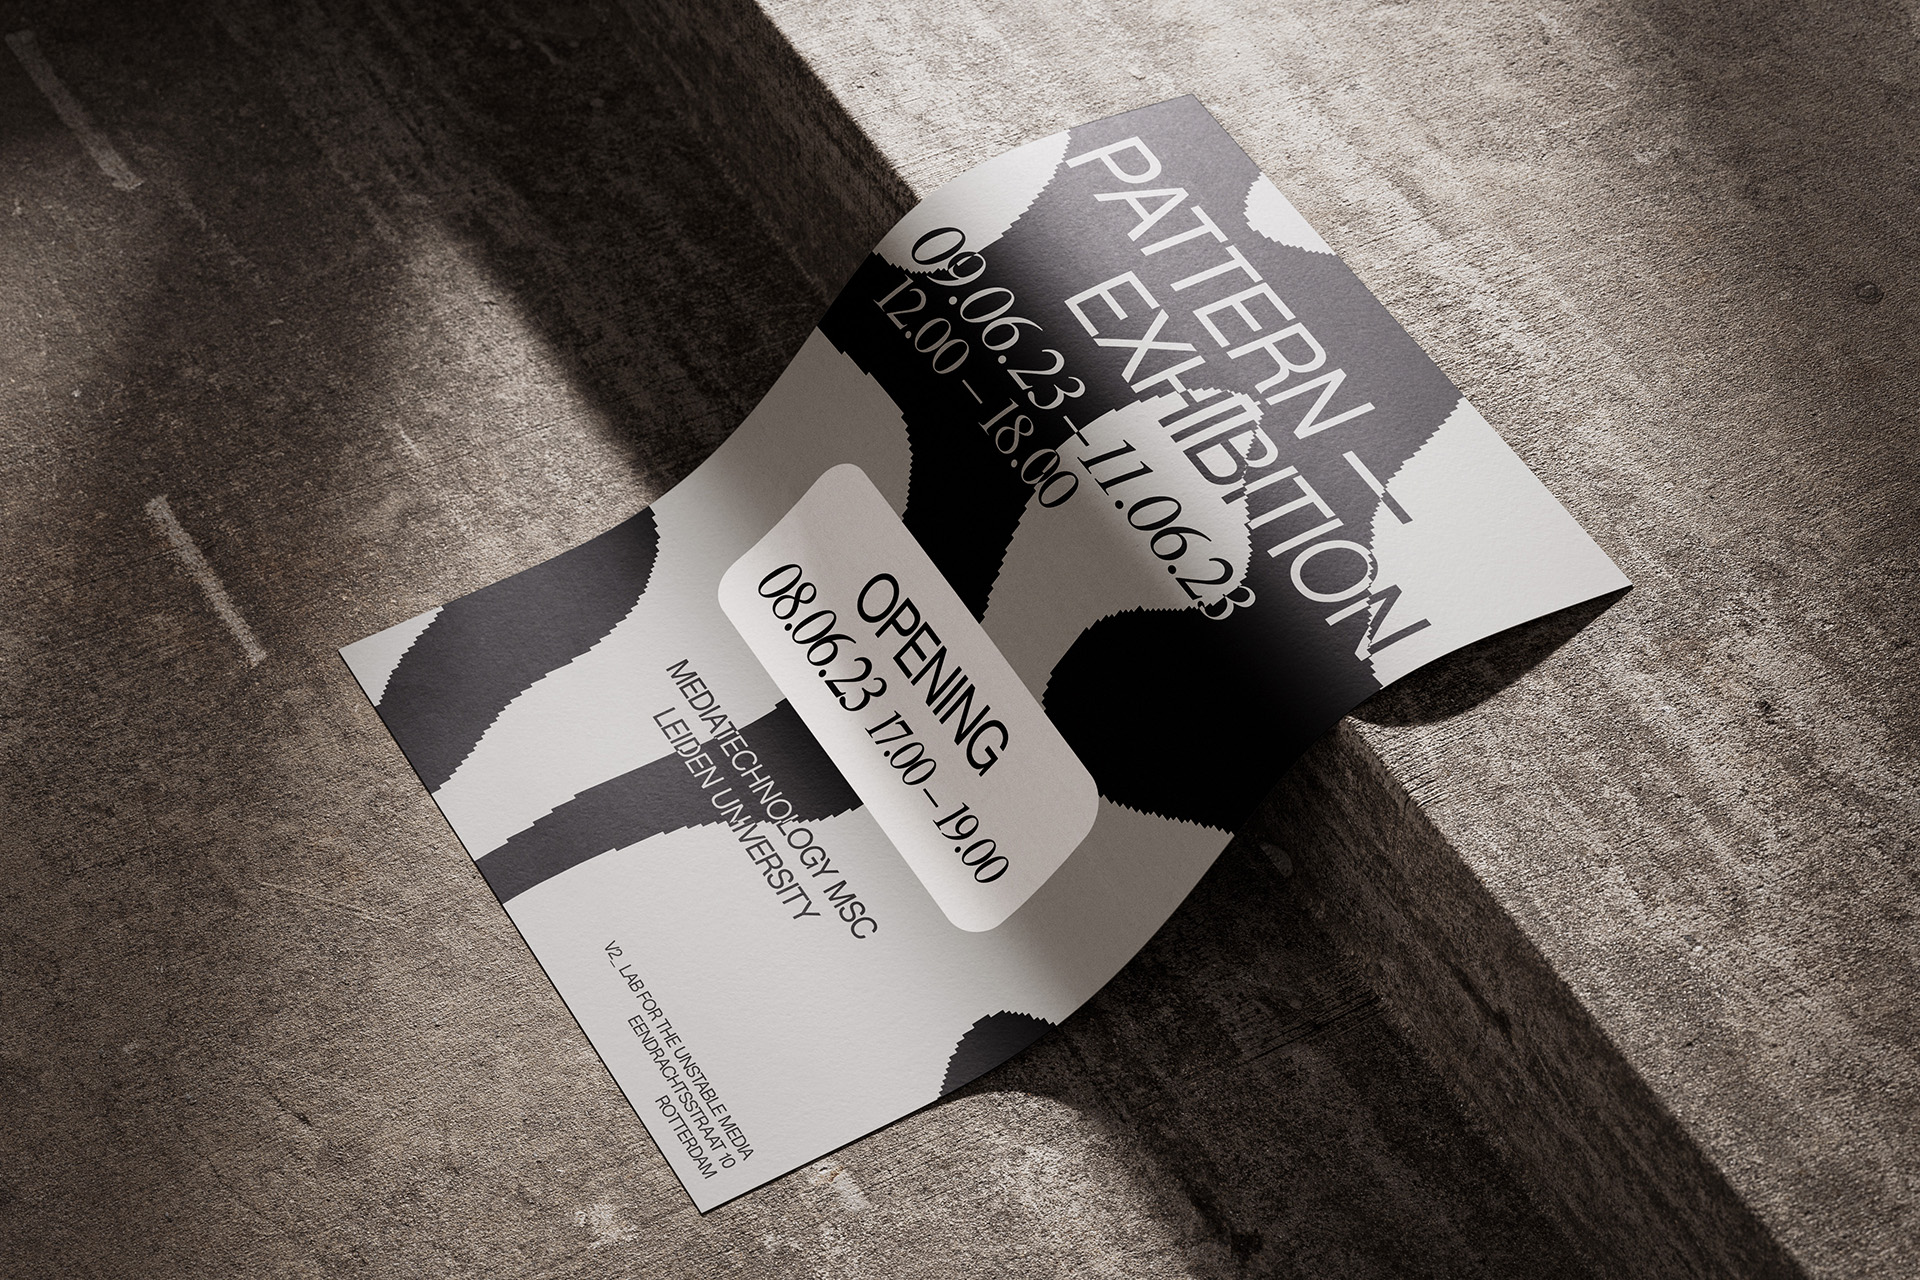 PATTERN — —
EXHIBITION
09.06.23 – 11.06.23
12.00 – 18.00
OPENING
08.06.23 17.00 – 19.00
MEDIATECHNOLOGY MSC
LEIDEN UNIVERSITY
V2_ LAB FOR THE UNSTABLE MEDIA
EENDRACHTSSTRAAT 10
ROTTERDAM